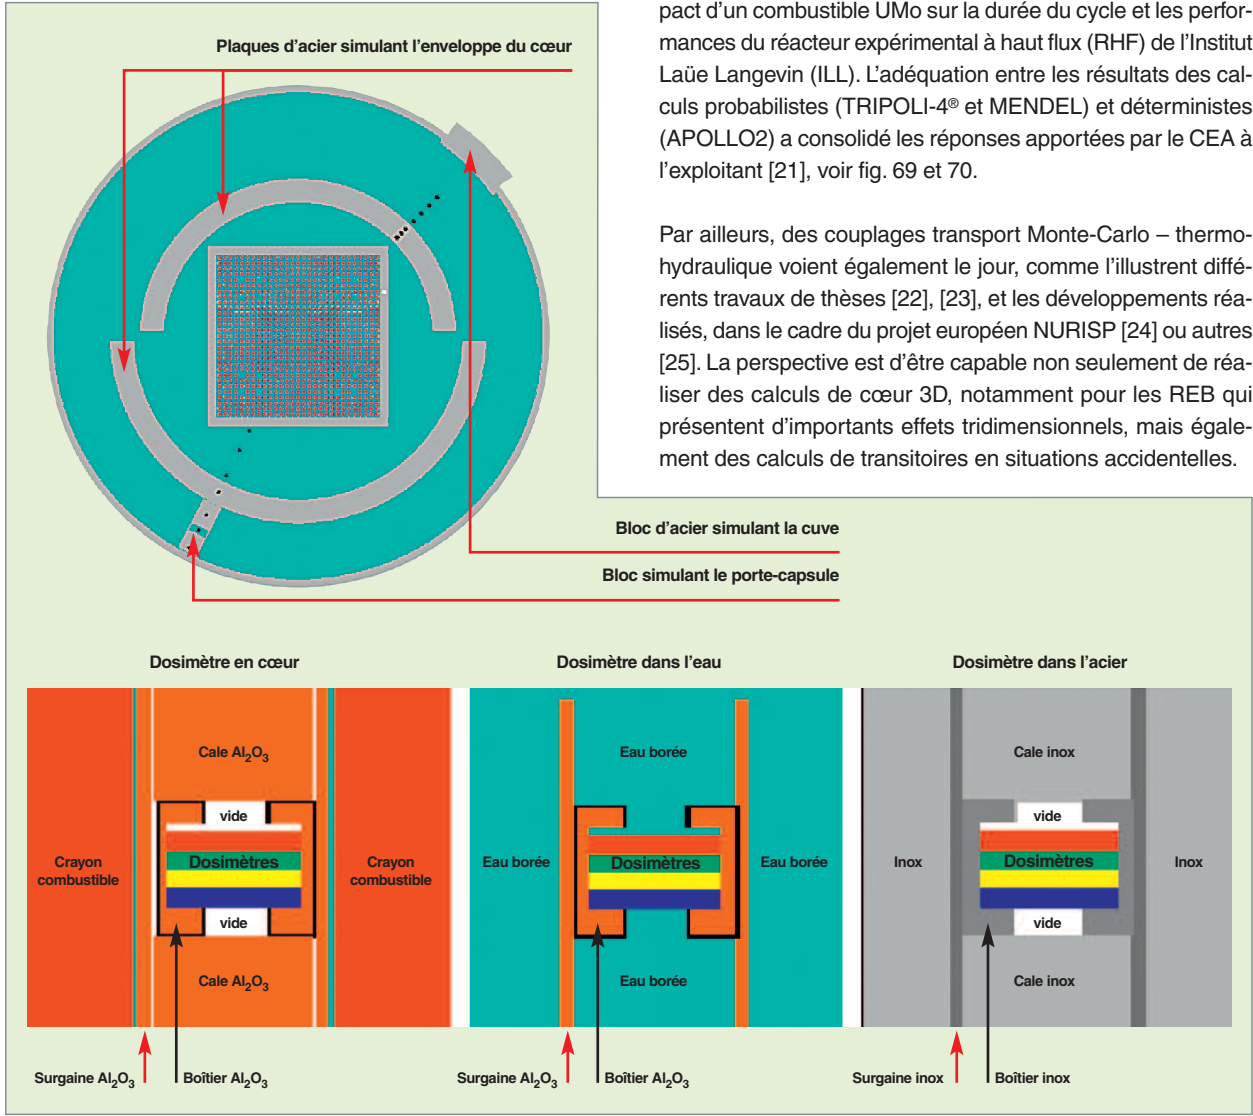 pact d'un combustible UMo sur la durée du cycle et les perfor-
mances du réacteur expérimental à haut flux (RHF) de l'Institut
Laüe Langevin (ILL). L'adéquation entre les résultats des cal-
culs probabilistes (TRIPOLI-4® et MENDEL) et déterministes
(APOLLO2) a consolidé les réponses apportées par le CEA à
l'exploitant [21], voir fig. 69 et 70.
Par ailleurs, des couplages transport Monte-Carlo – thermo-
hydraulique voient également le jour, comme l'illustrent diffé-
rents travaux de thèses [22], [23], et les développements réa-
lisés, dans le cadre du projet européen NURISP [24] ou autres
[25]. La perspective est d'être capable non seulement de réa-
liser des calculs de cœur 3D, notamment pour les REB qui
présentent d'importants effets tridimensionnels, mais égale-
ment des calculs de transitoires en situations accidentelles.
Plaques d'acier simulant l'enveloppe du cœur
Bloc d'acier simulant la cuve
Bloc simulant le porte-capsule
Dosimètre en cœur
Cale Al₂O₃
vide
Crayon
combustible
Dosimètres
Crayon
combustible
vide
Cale Al₂O₃
Surgaine Al₂O₃
Boîtier Al₂O₃
Dosimètre dans l'eau
Eau borée
Eau borée
Dosimètres
Eau borée
Eau borée
Surgaine Al₂O₃
Boîtier Al₂O₃
Dosimètre dans l'acier
Cale inox
vide
Inox
Dosimètres
Inox
vide
Cale inox
Surgaine inox
Boîtier inox